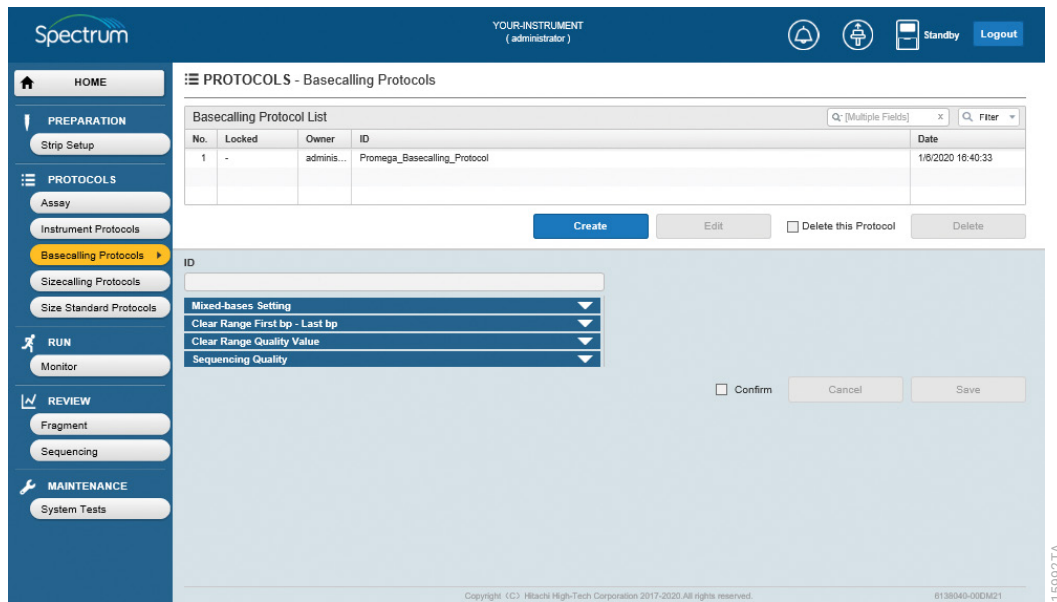 Spectrum
YOUR-INSTRUMENT
( administrator )
Standby
Logout
HOME
PREPARATION
Strip Setup
PROTOCOLS
Assay
Instrument Protocols
Basecalling Protocols
Sizecalling Protocols
Size Standard Protocols
RUN
Monitor
REVIEW
Fragment
Sequencing
MAINTENANCE
System Tests
PROTOCOLS - Basecalling Protocols
Basecalling Protocol List
[Multiple Fields] x Filter
No. Locked Owner ID Date
1 - adminis... Promega_Basecalling_Protocol 1/6/2020 16:40:33
Create Edit Delete this Protocol Delete
ID
Mixed-bases Setting
Clear Range First bp - Last bp
Clear Range Quality Value
Sequencing Quality
Confirm Cancel Save
Copyright (C) Hitachi High-Tech Corporation 2017-2020.All rights reserved.
6138040-00DM21
15992TA